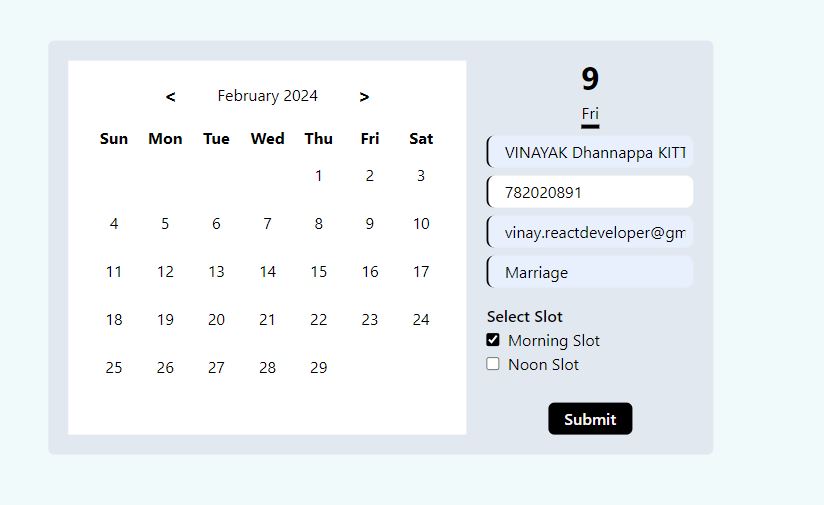 < February 2024 >
Sun Mon Tue Wed Thu Fri Sat
1 2 3
4 5 6 7 8 9 10
11 12 13 14 15 16 17
18 19 20 21 22 23 24
25 26 27 28 29
9
Fri
VINAYAK Dhannappa KITT
782020891
vinay.reactdeveloper@gm
Marriage
Select Slot
Morning Slot
Noon Slot
Submit